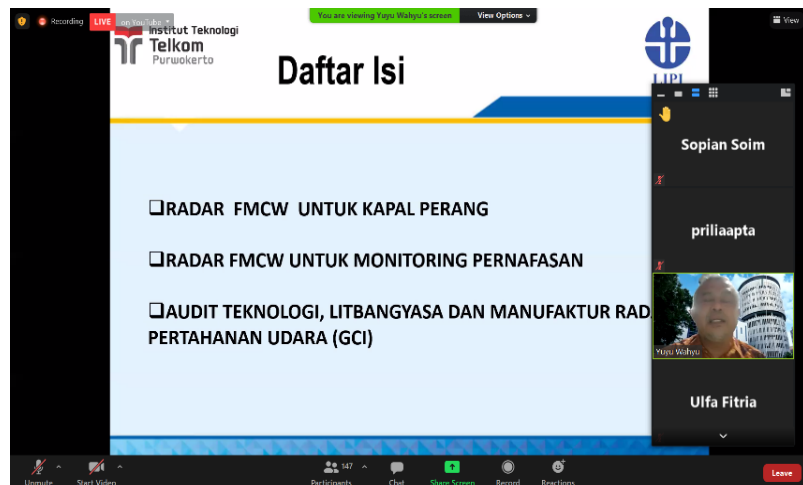 Recording
LIVE
on YouTube
You are viewing Yuyu Wahyu's screen
View Options
View
Institut Teknologi
Telkom
Purwokerto
Daftar Isi
LIPI
RADAR FMCW UNTUK KAPAL PERANG
RADAR FMCW UNTUK MONITORING PERNAFASAN
AUDIT TEKNOLOGI, LITBANGYASA DAN MANUFAKTUR RAD
PERTAHANAN UDARA (GCI)
Sopian Soim
priliaapta
Yuyu Wahyu
Ulfa Fitria
Unmute
Start Video
147
Participants
Chat
Share Screen
Record
Reactions
Leave